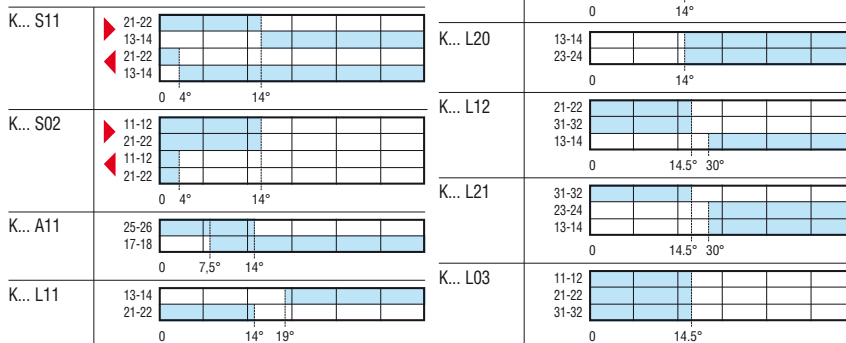 K... S11
21-22
13-14
21-22
13-14
0 4° 14°
K... S02
11-12
21-22
11-12
21-22
0 4° 14°
K... A11
25-26
17-18
0 7,5° 14°
K... L11
13-14
21-22
0 14° 19°
0 14°
K... L20
13-14
23-24
0 14°
K... L12
21-22
31-32
13-14
0 14.5° 30°
K... L21
31-32
23-24
13-14
0 14.5° 30°
K... L03
11-12
21-22
31-32
0 14.5°